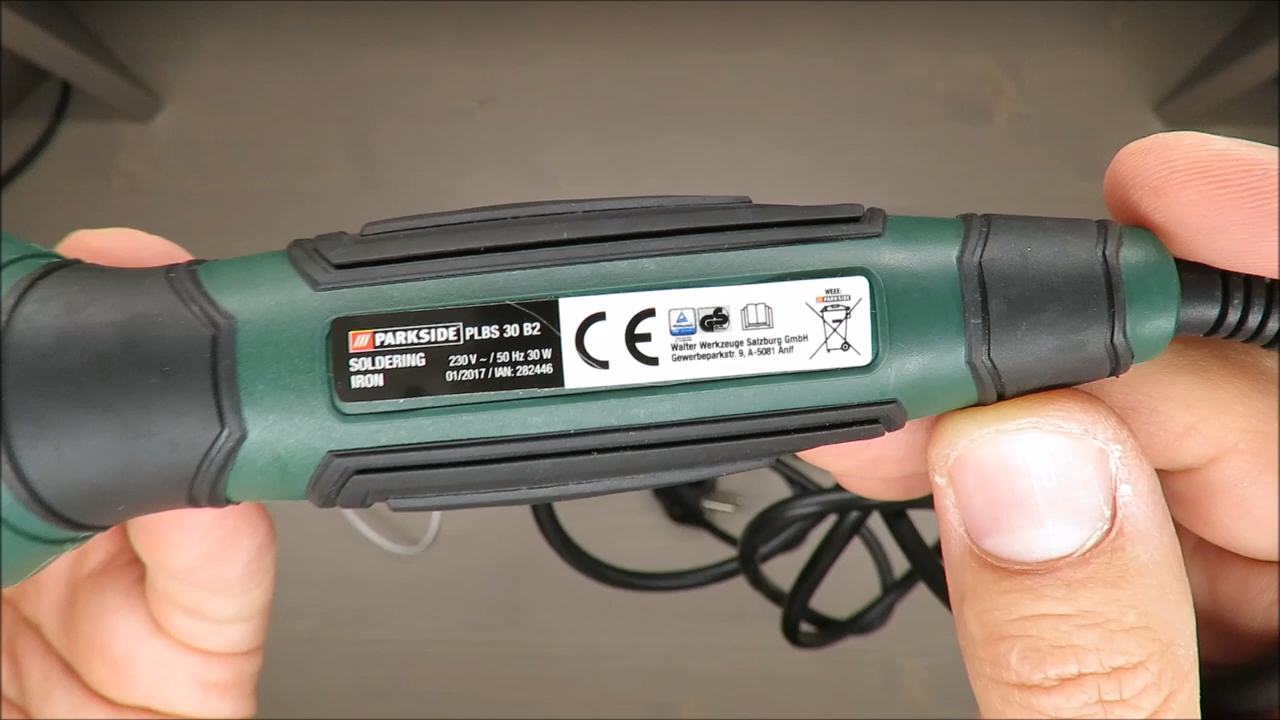 PARKSIDE PLBS 30 B2
SOLDERING IRON
230 V ~ / 50 Hz 30 W
01/2017 / IAN: 282446
CE
Walter Werkzeuge Salzburg GmbH
Gewerbeparkstr. 9, A-5081 Anif
WEEE:
PARKSIDE